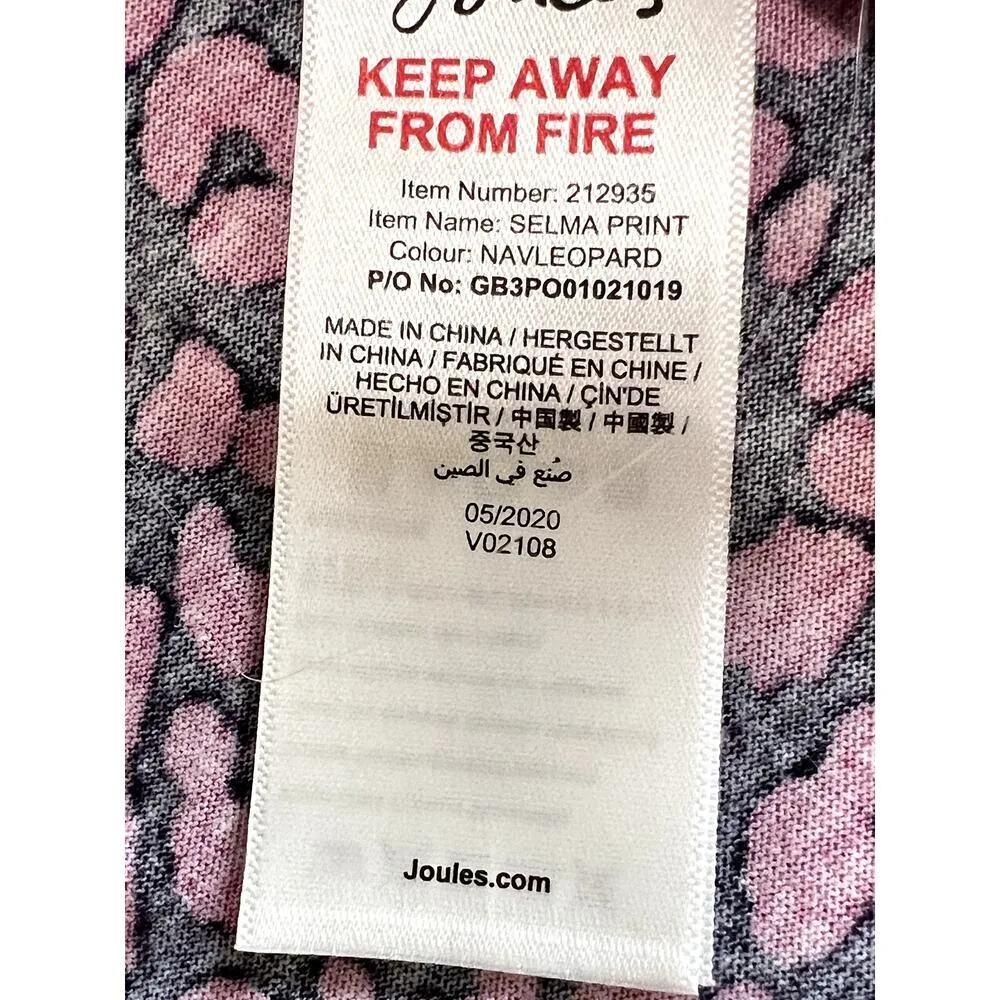 Joules
KEEP AWAY
FROM FIRE
Item Number: 212935
Item Name: SELMA PRINT
Colour: NAVLEOPARD
P/O No: GB3PO01021019
MADE IN CHINA / HERGESTELLT
IN CHINA / FABRIQUÉ EN CHINE /
HECHO EN CHINA / ÇİN'DE
ÜRETİLMİŞTİR / 中国製 / 中國製 /
중국산
صُنع في الصين
05/2020
V02108
Joules.com